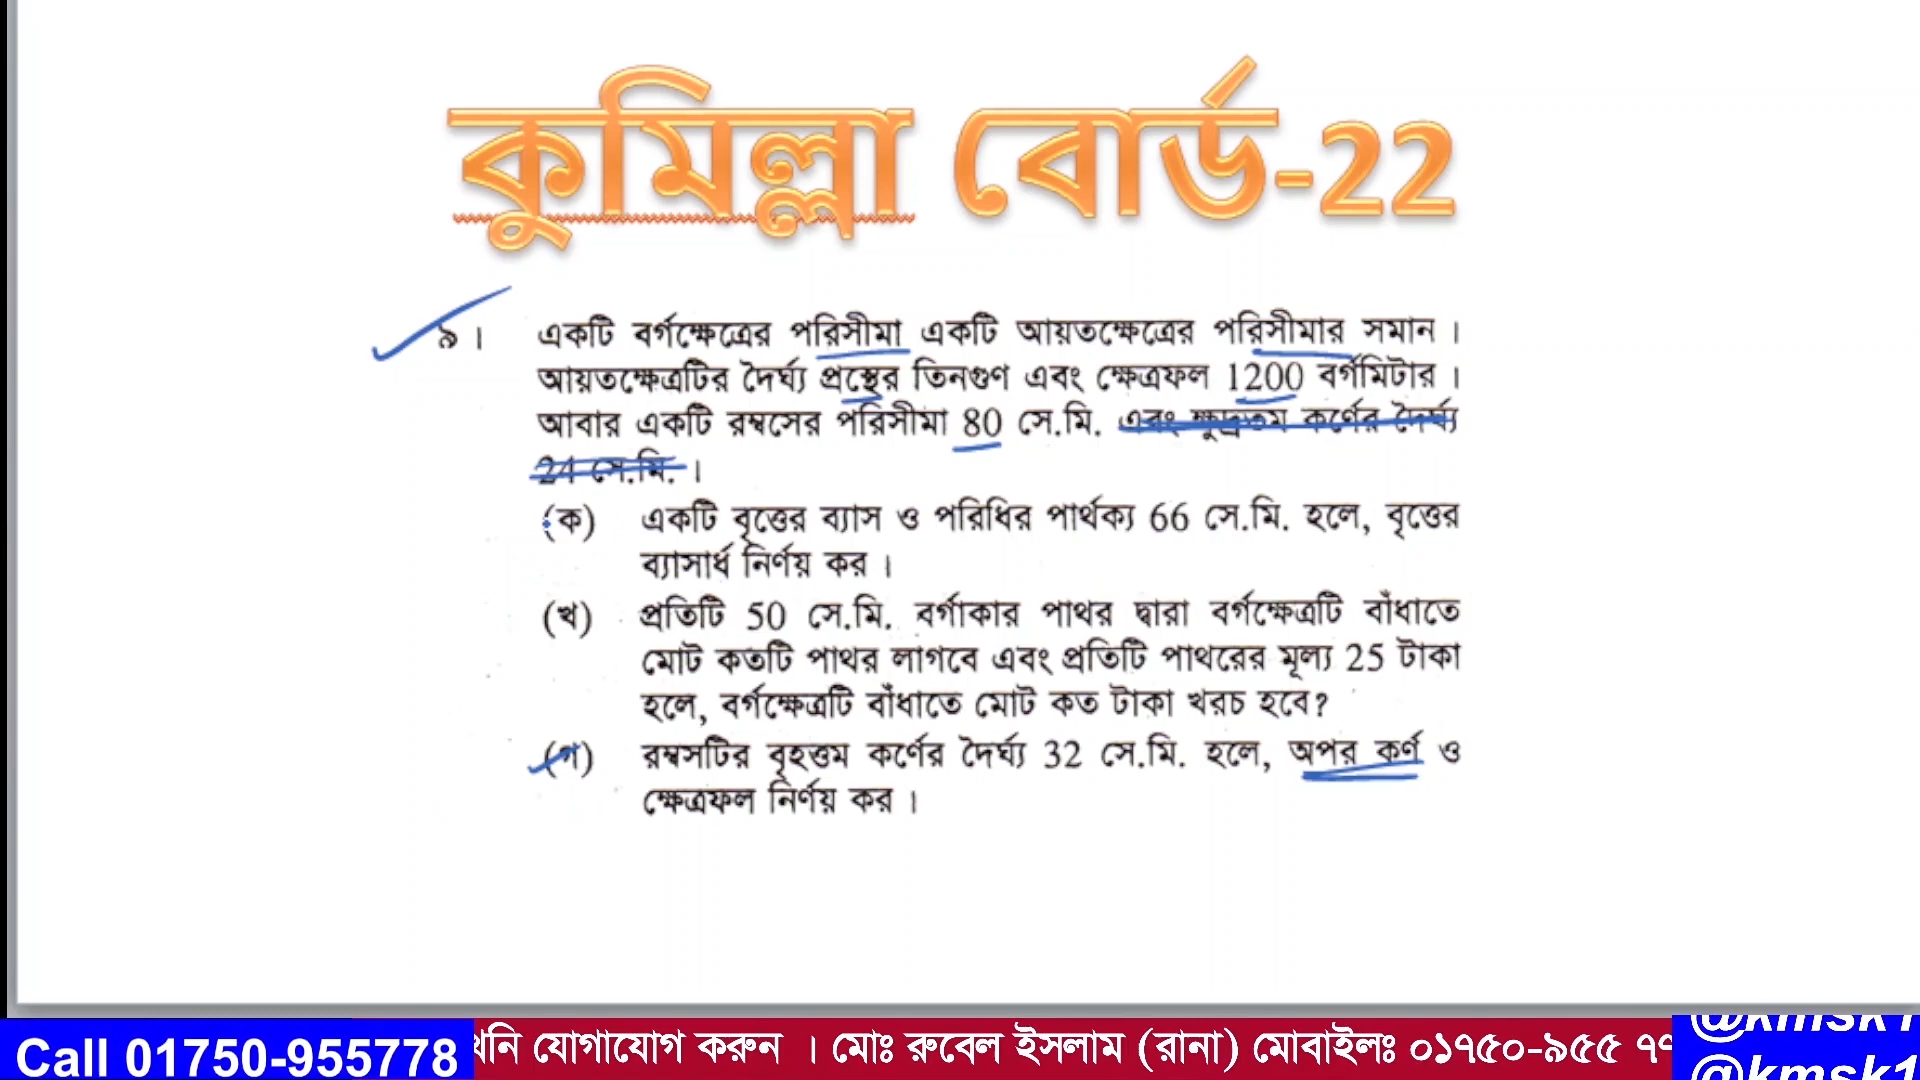 কুমিল্লা বোর্ড-22
৯। একটি বর্গক্ষেত্রের পরিসীমা একটি আয়তক্ষেত্রের পরিসীমার সমান।
আয়তক্ষেত্রটির দৈর্ঘ্য প্রস্থের তিনগুণ এবং ক্ষেত্রফল 1200 বর্গমিটার।
আবার একটি রম্বসের পরিসীমা 80 সে.মি. এবং ক্ষুদ্রতম কর্ণের দৈর্ঘ্য
24 সে.মি.।
(ক) একটি বৃত্তের ব্যাস ও পরিধির পার্থক্য 66 সে.মি. হলে, বৃত্তের
ব্যাসার্ধ নির্ণয় কর।
(খ) প্রতিটি 50 সে.মি. বর্গাকার পাথর দ্বারা বর্গক্ষেত্রটি বাঁধাতে
মোট কতটি পাথর লাগবে এবং প্রতিটি পাথরের মূল্য 25 টাকা
হলে, বর্গক্ষেত্রটি বাঁধাতে মোট কত টাকা খরচ হবে?
(গ) রম্বসটির বৃহত্তম কর্ণের দৈর্ঘ্য 32 সে.মি. হলে, অপর কর্ণ ও
ক্ষেত্রফল নির্ণয় কর।
Call 01750-955778
যোগাযোগ করুন । মোঃ রুবেল ইসলাম (রানা) মোবাইলঃ ০১৭৫০-৯৫৫ ৭৭
@kmsk1
@kmsk1